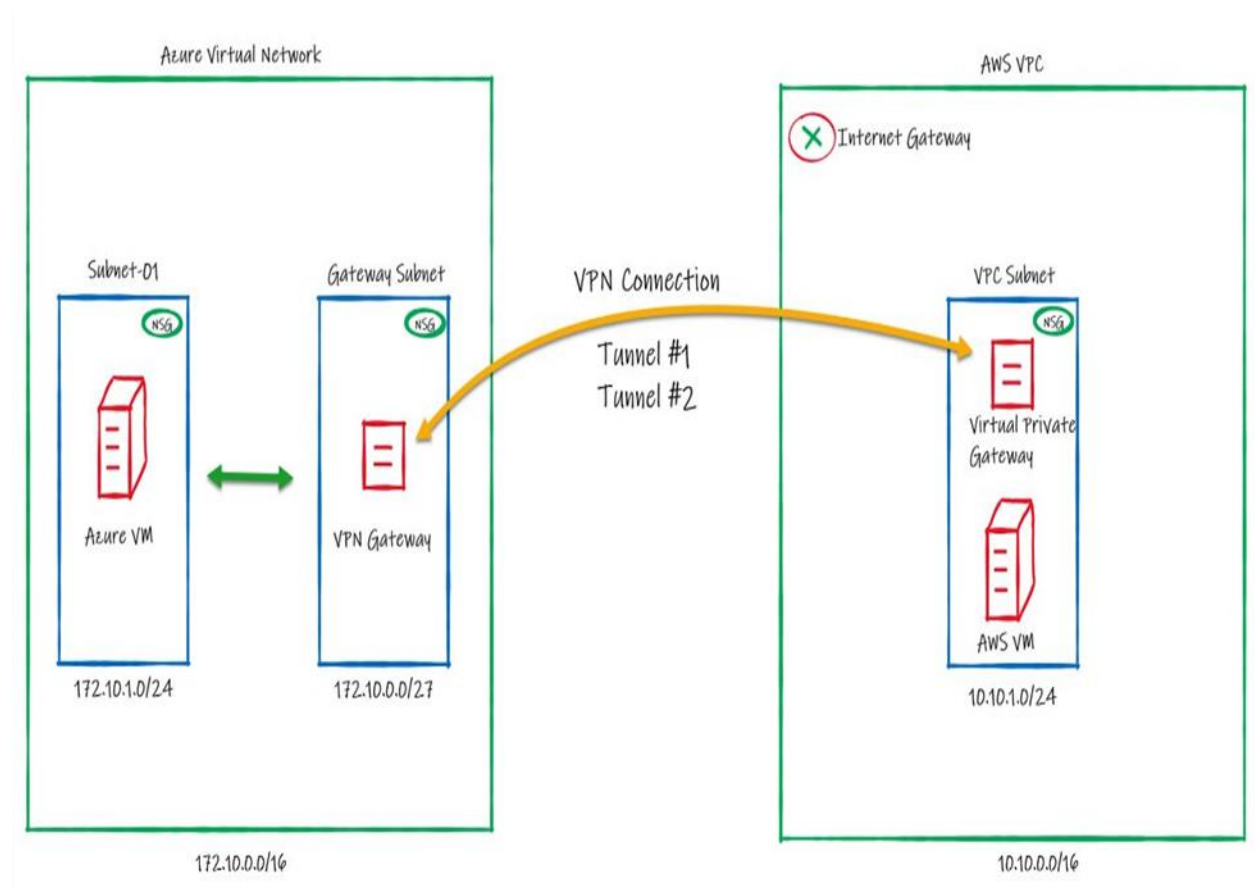 Azure Virtual Network
AWS VPC
Internet Gateway
Subnet-01
Gateway Subnet
VPN Connection
VPC Subnet
NSG
NSG
NSG
Tunnel #1
Tunnel #2
Virtual Private
Gateway
Azure VM
VPN Gateway
AWS VM
172.10.1.0/24
172.10.0.0/27
10.10.1.0/24
172.10.0.0/16
10.10.0.0/16